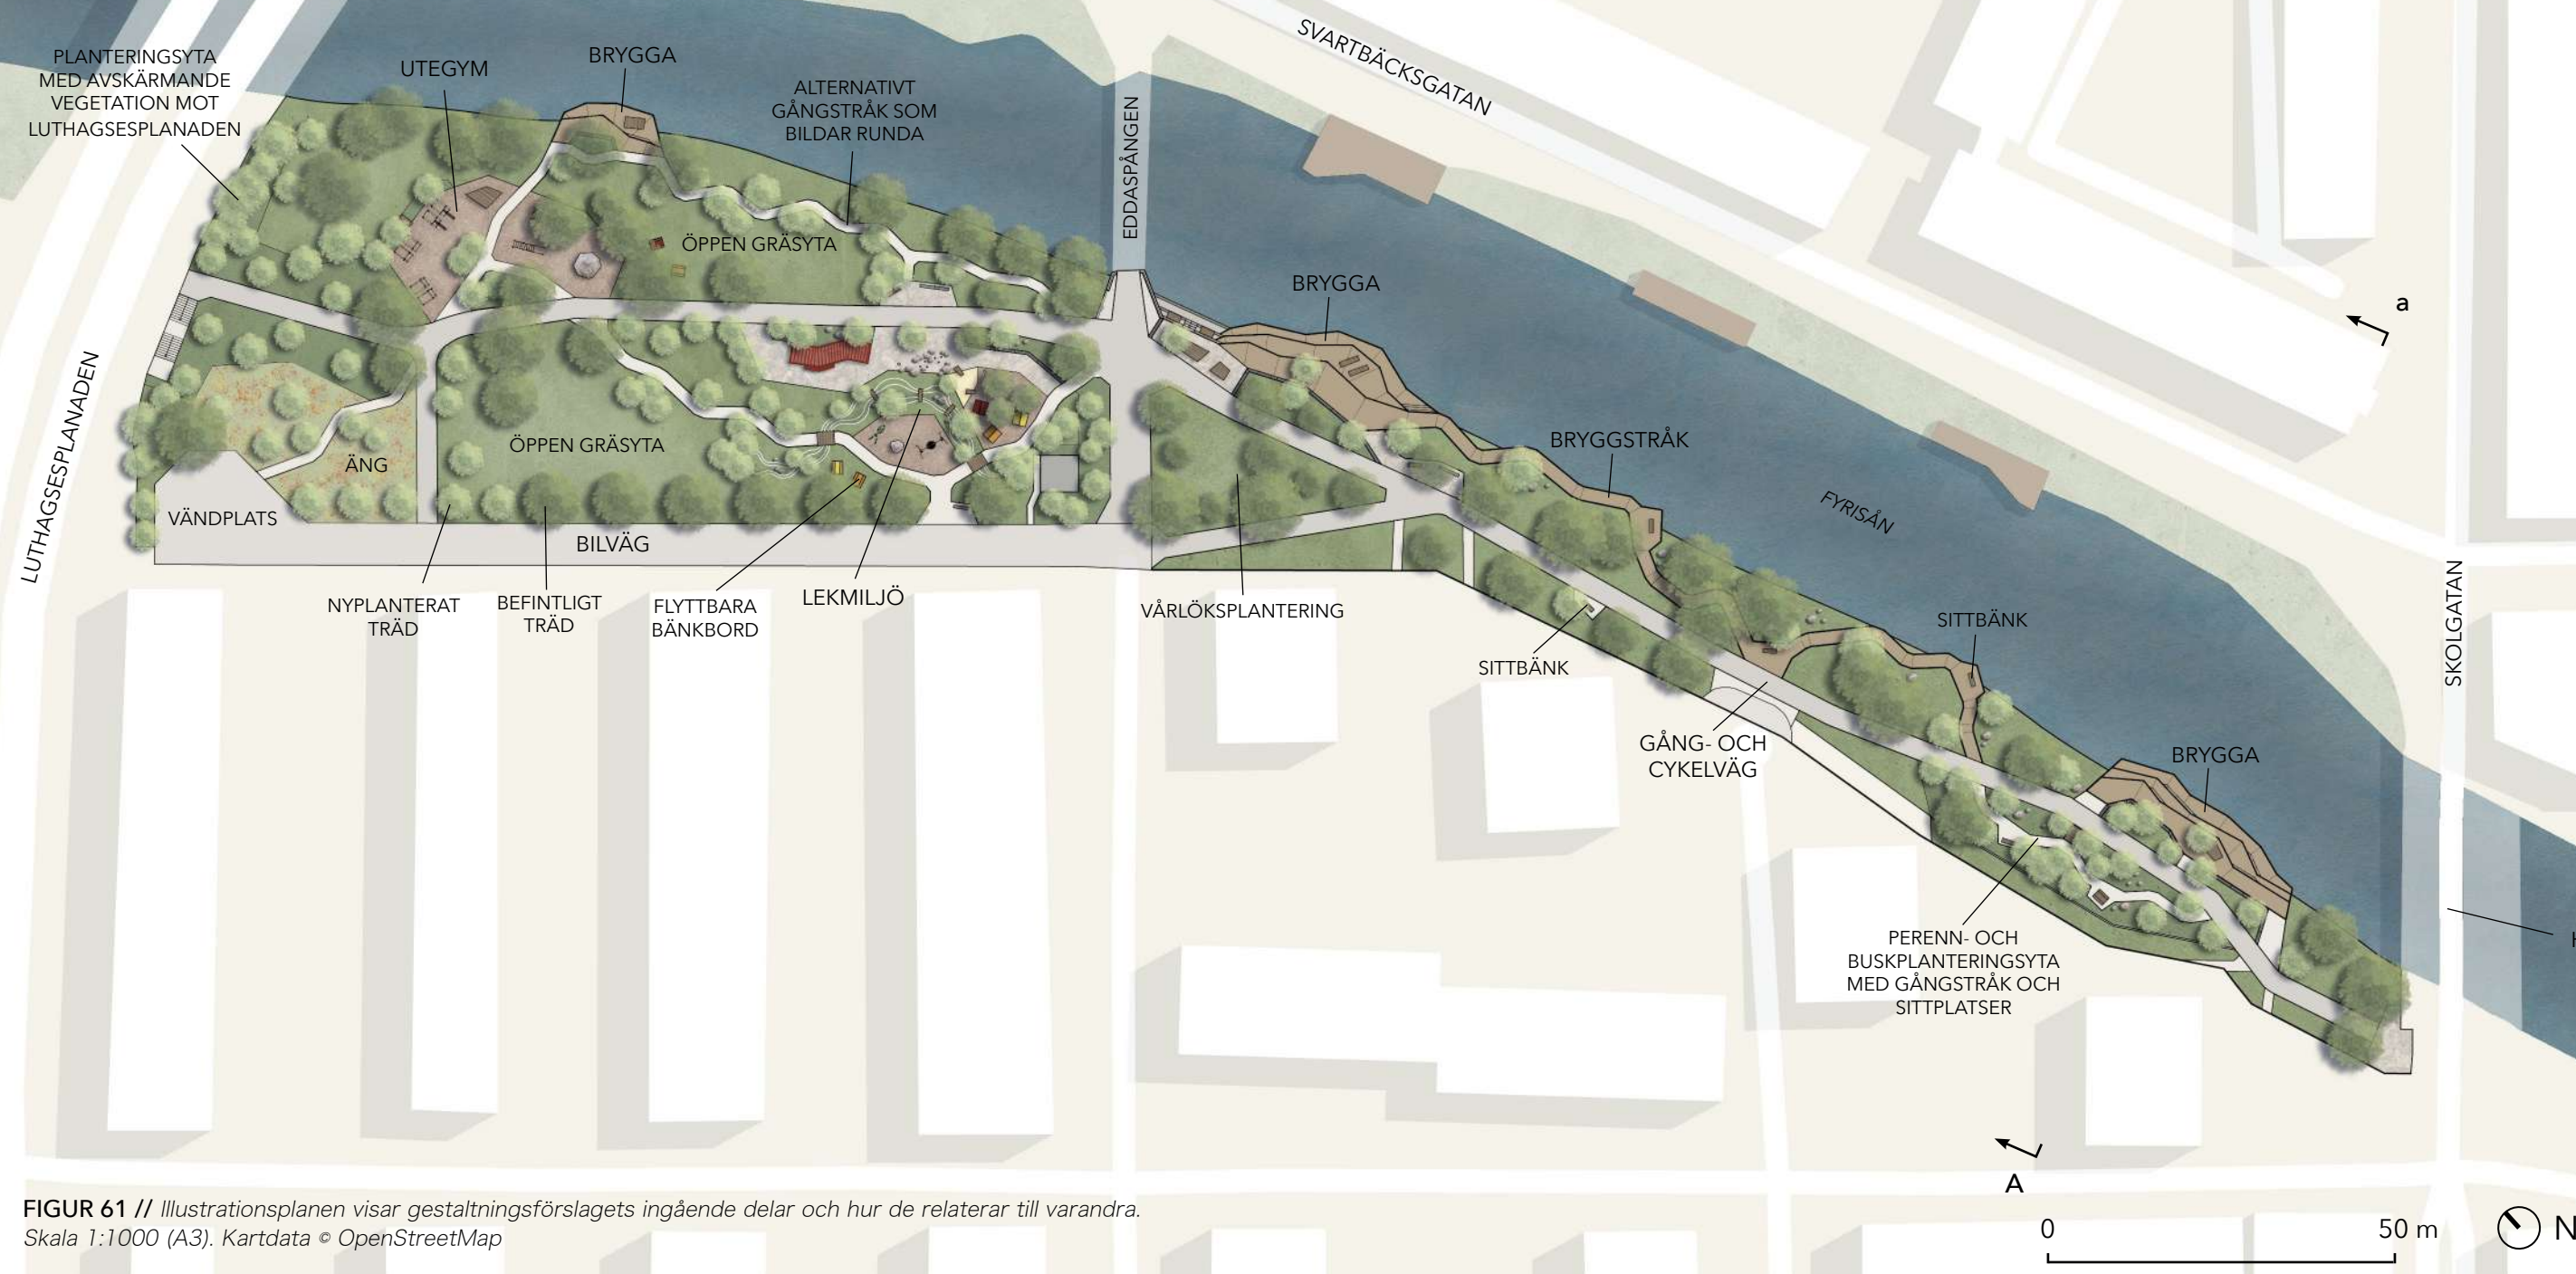 PLANTERINGSYTA
MED AVSKÄRMANDE
VEGETATION MOT
LUTHAGSESPLANADEN
UTEGYM
BRYGGA
ALTERNATIVT
GÅNGSTRÅK SOM
BILDAR RUNDA
EDDASPÅNGEN
SVARTBÄCKSGATAN
ÖPPEN GRÄSYTA
BRYGGA
a
LUTHAGSESPLANADEN
ÖPPEN GRÄSYTA
ÄNG
VÄNDPLATS
BILVÄG
BRYGGSTRÅK
FYRISÅN
SKOLGATAN
NYPLANTERAT
TRÄD
BEFINTLIGT
TRÄD
FLYTTBARA
BÄNKBORD
LEKMILJÖ
VÅRLÖKSPLANTERING
SITTBÄNK
SITTBÄNK
GÅNG- OCH
CYKELVÄG
BRYGGA
PERENN- OCH
BUSKPLANTERINGSYTA
MED GÅNGSTRÅK OCH
SITTPLATSER
A
FIGUR 61 // Illustrationsplanen visar gestaltningsförslagets ingående delar och hur de relaterar till varandra.
Skala 1:1000 (A3). Kartdata © OpenStreetMap
0 50 m
N